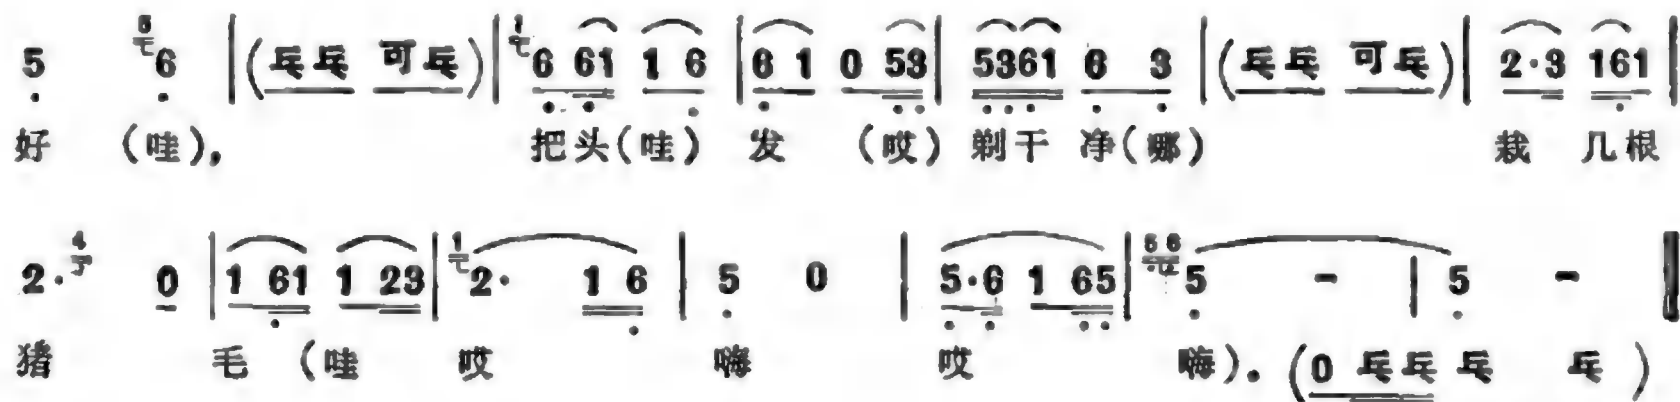 5 6 |(乓乓 可乓)| 6 61 1 6 | 6 1 0 53 | 5361 6 3 |(乓乓 可乓)| 2·3 161 |
好 (哇), 把头(哇) 发 (哎) 剃干 净(哪) 栽 几根
2· 0 | 1 61 1 23 | 2· 1 6 | 5 0 | 5·6 1 65 | 5 - | 5 -
猪 毛 (哇 哎 嗨 哎 嗨)。(0 乓乓 乓 乓)